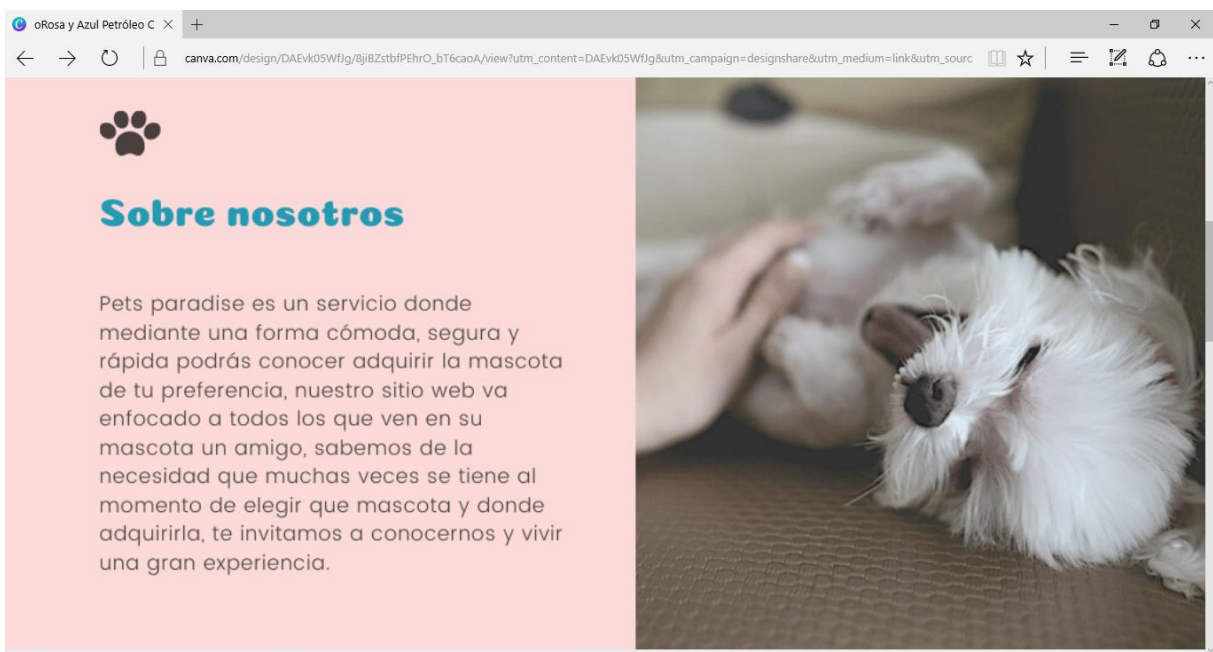 oRosa y Azul Petróleo C
canva.com/design/DAEvk05WfJg/8jiBZstbfPEhrO_bT6caoA/view?utm_content=DAEvk05WfJg&utm_campaign=designshare&utm_medium=link&utm_sourc
Sobre nosotros
Pets paradise es un servicio donde
mediante una forma cómoda, segura y
rápida podrás conocer adquirir la mascota
de tu preferencia, nuestro sitio web va
enfocado a todos los que ven en su
mascota un amigo, sabemos de la
necesidad que muchas veces se tiene al
momento de elegir que mascota y donde
adquirirla, te invitamos a conocernos y vivir
una gran experiencia.